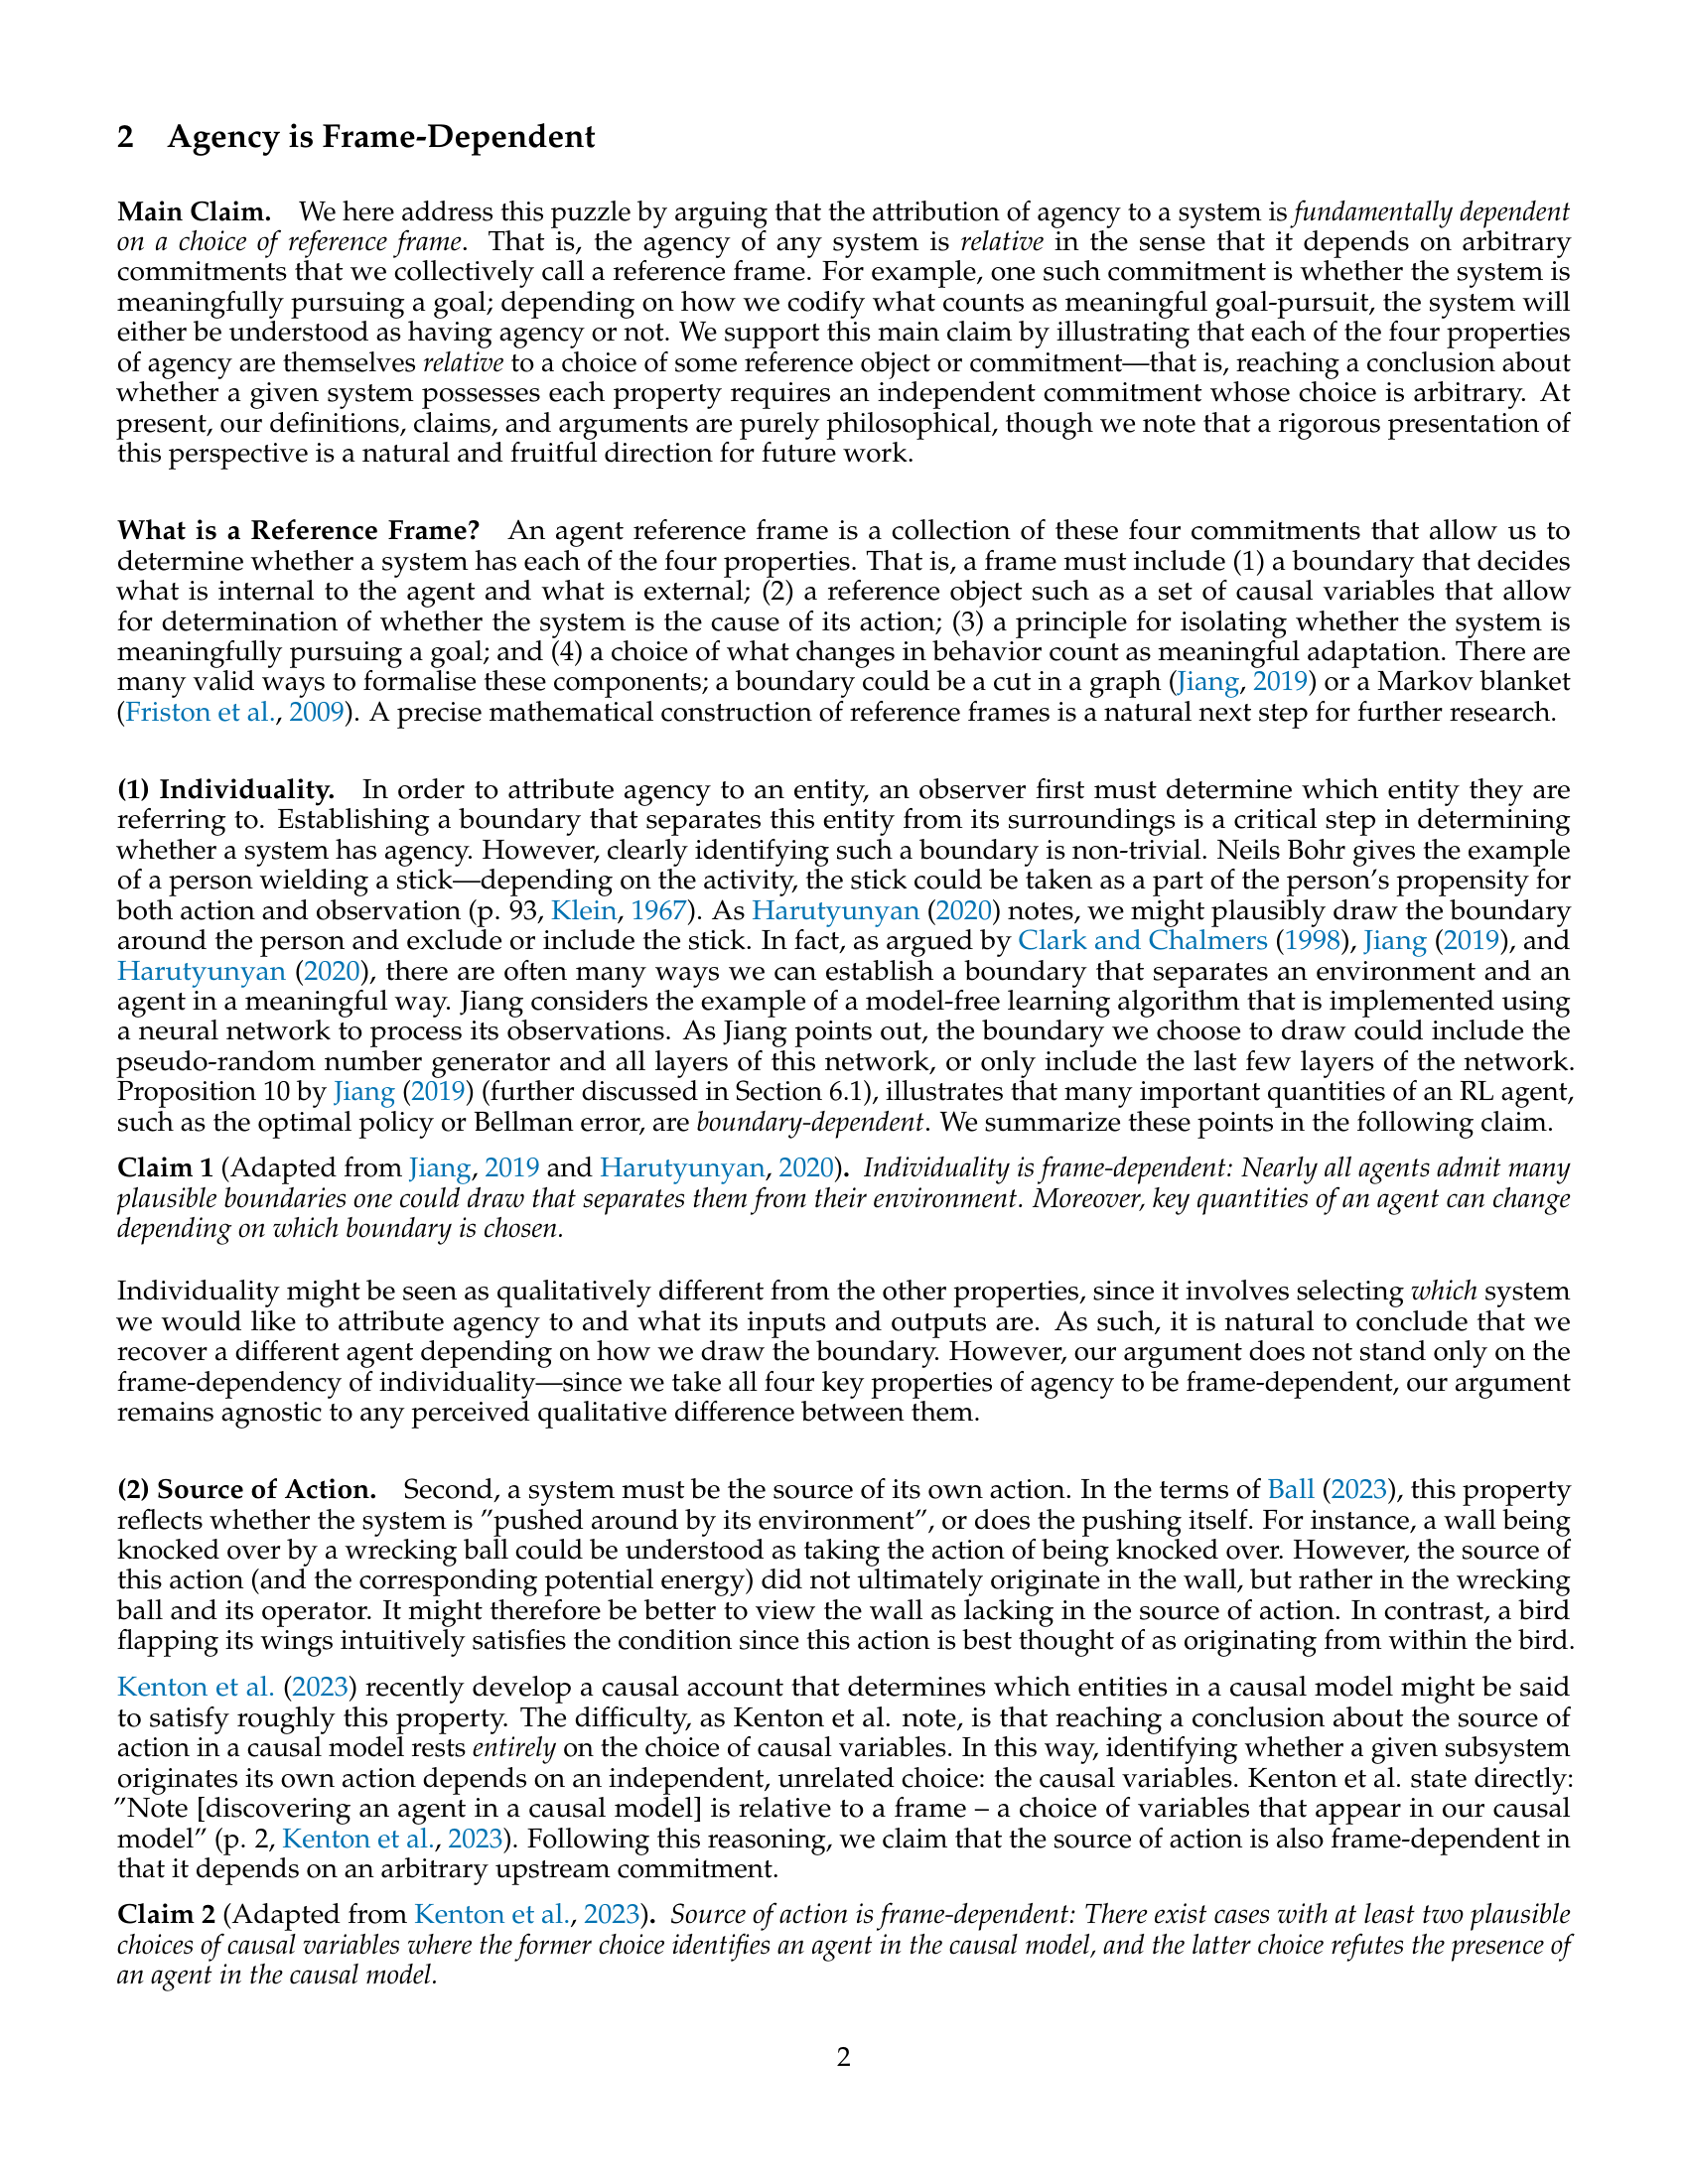 2 Agency is Frame-Dependent
Main Claim. We here address this puzzle by arguing that the attribution of agency to a system is fundamentally dependent
on a choice of reference frame. That is, the agency of any system is relative in the sense that it depends on arbitrary
commitments that we collectively call a reference frame. For example, one such commitment is whether the system is
meaningfully pursuing a goal; depending on how we codify what counts as meaningful goal-pursuit, the system will
either be understood as having agency or not. We support this main claim by illustrating that each of the four properties
of agency are themselves relative to a choice of some reference object or commitment—that is, reaching a conclusion about
whether a given system possesses each property requires an independent commitment whose choice is arbitrary. At
present, our definitions, claims, and arguments are purely philosophical, though we note that a rigorous presentation of
this perspective is a natural and fruitful direction for future work.
What is a Reference Frame? An agent reference frame is a collection of these four commitments that allow us to
determine whether a system has each of the four properties. That is, a frame must include (1) a boundary that decides
what is internal to the agent and what is external; (2) a reference object such as a set of causal variables that allow
for determination of whether the system is the cause of its action; (3) a principle for isolating whether the system is
meaningfully pursuing a goal; and (4) a choice of what changes in behavior count as meaningful adaptation. There are
many valid ways to formalise these components; a boundary could be a cut in a graph (Jiang, 2019) or a Markov blanket
(Friston et al., 2009). A precise mathematical construction of reference frames is a natural next step for further research.
(1) Individuality. In order to attribute agency to an entity, an observer first must determine which entity they are
referring to. Establishing a boundary that separates this entity from its surroundings is a critical step in determining
whether a system has agency. However, clearly identifying such a boundary is non-trivial. Neils Bohr gives the example
of a person wielding a stick—depending on the activity, the stick could be taken as a part of the person's propensity for
both action and observation (p. 93, Klein, 1967). As Harutyunyan (2020) notes, we might plausibly draw the boundary
around the person and exclude or include the stick. In fact, as argued by Clark and Chalmers (1998), Jiang (2019), and
Harutyunyan (2020), there are often many ways we can establish a boundary that separates an environment and an
agent in a meaningful way. Jiang considers the example of a model-free learning algorithm that is implemented using
a neural network to process its observations. As Jiang points out, the boundary we choose to draw could include the
pseudo-random number generator and all layers of this network, or only include the last few layers of the network.
Proposition 10 by Jiang (2019) (further discussed in Section 6.1), illustrates that many important quantities of an RL agent,
such as the optimal policy or Bellman error, are boundary-dependent. We summarize these points in the following claim.
Claim 1 (Adapted from Jiang, 2019 and Harutyunyan, 2020). Individuality is frame-dependent: Nearly all agents admit many
plausible boundaries one could draw that separates them from their environment. Moreover, key quantities of an agent can change
depending on which boundary is chosen.
Individuality might be seen as qualitatively different from the other properties, since it involves selecting which system
we would like to attribute agency to and what its inputs and outputs are. As such, it is natural to conclude that we
recover a different agent depending on how we draw the boundary. However, our argument does not stand only on the
frame-dependency of individuality—since we take all four key properties of agency to be frame-dependent, our argument
remains agnostic to any perceived qualitative difference between them.
(2) Source of Action. Second, a system must be the source of its own action. In the terms of Ball (2023), this property
reflects whether the system is ”pushed around by its environment”, or does the pushing itself. For instance, a wall being
knocked over by a wrecking ball could be understood as taking the action of being knocked over. However, the source of
this action (and the corresponding potential energy) did not ultimately originate in the wall, but rather in the wrecking
ball and its operator. It might therefore be better to view the wall as lacking in the source of action. In contrast, a bird
flapping its wings intuitively satisfies the condition since this action is best thought of as originating from within the bird.
Kenton et al. (2023) recently develop a causal account that determines which entities in a causal model might be said
to satisfy roughly this property. The difficulty, as Kenton et al. note, is that reaching a conclusion about the source of
action in a causal model rests entirely on the choice of causal variables. In this way, identifying whether a given subsystem
originates its own action depends on an independent, unrelated choice: the causal variables. Kenton et al. state directly:
”Note [discovering an agent in a causal model] is relative to a frame – a choice of variables that appear in our causal
model” (p. 2, Kenton et al., 2023). Following this reasoning, we claim that the source of action is also frame-dependent in
that it depends on an arbitrary upstream commitment.
Claim 2 (Adapted from Kenton et al., 2023). Source of action is frame-dependent: There exist cases with at least two plausible
choices of causal variables where the former choice identifies an agent in the causal model, and the latter choice refutes the presence of
an agent in the causal model.
2